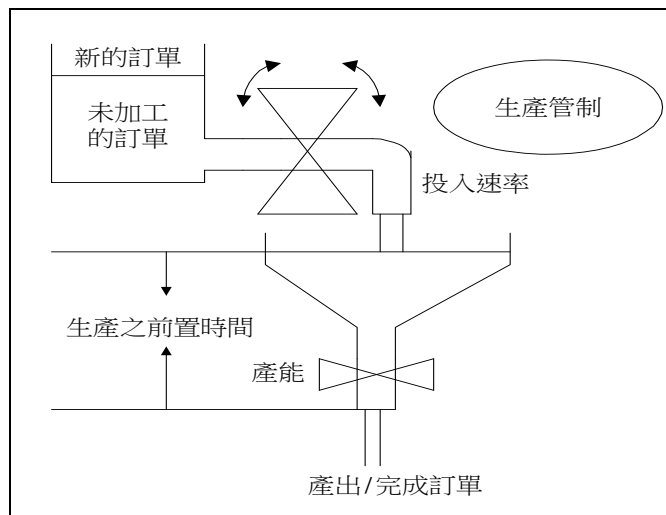 新的訂單
未加工
的訂單
生產管制
投入速率
生產之前置時間
產能
產出/完成訂單